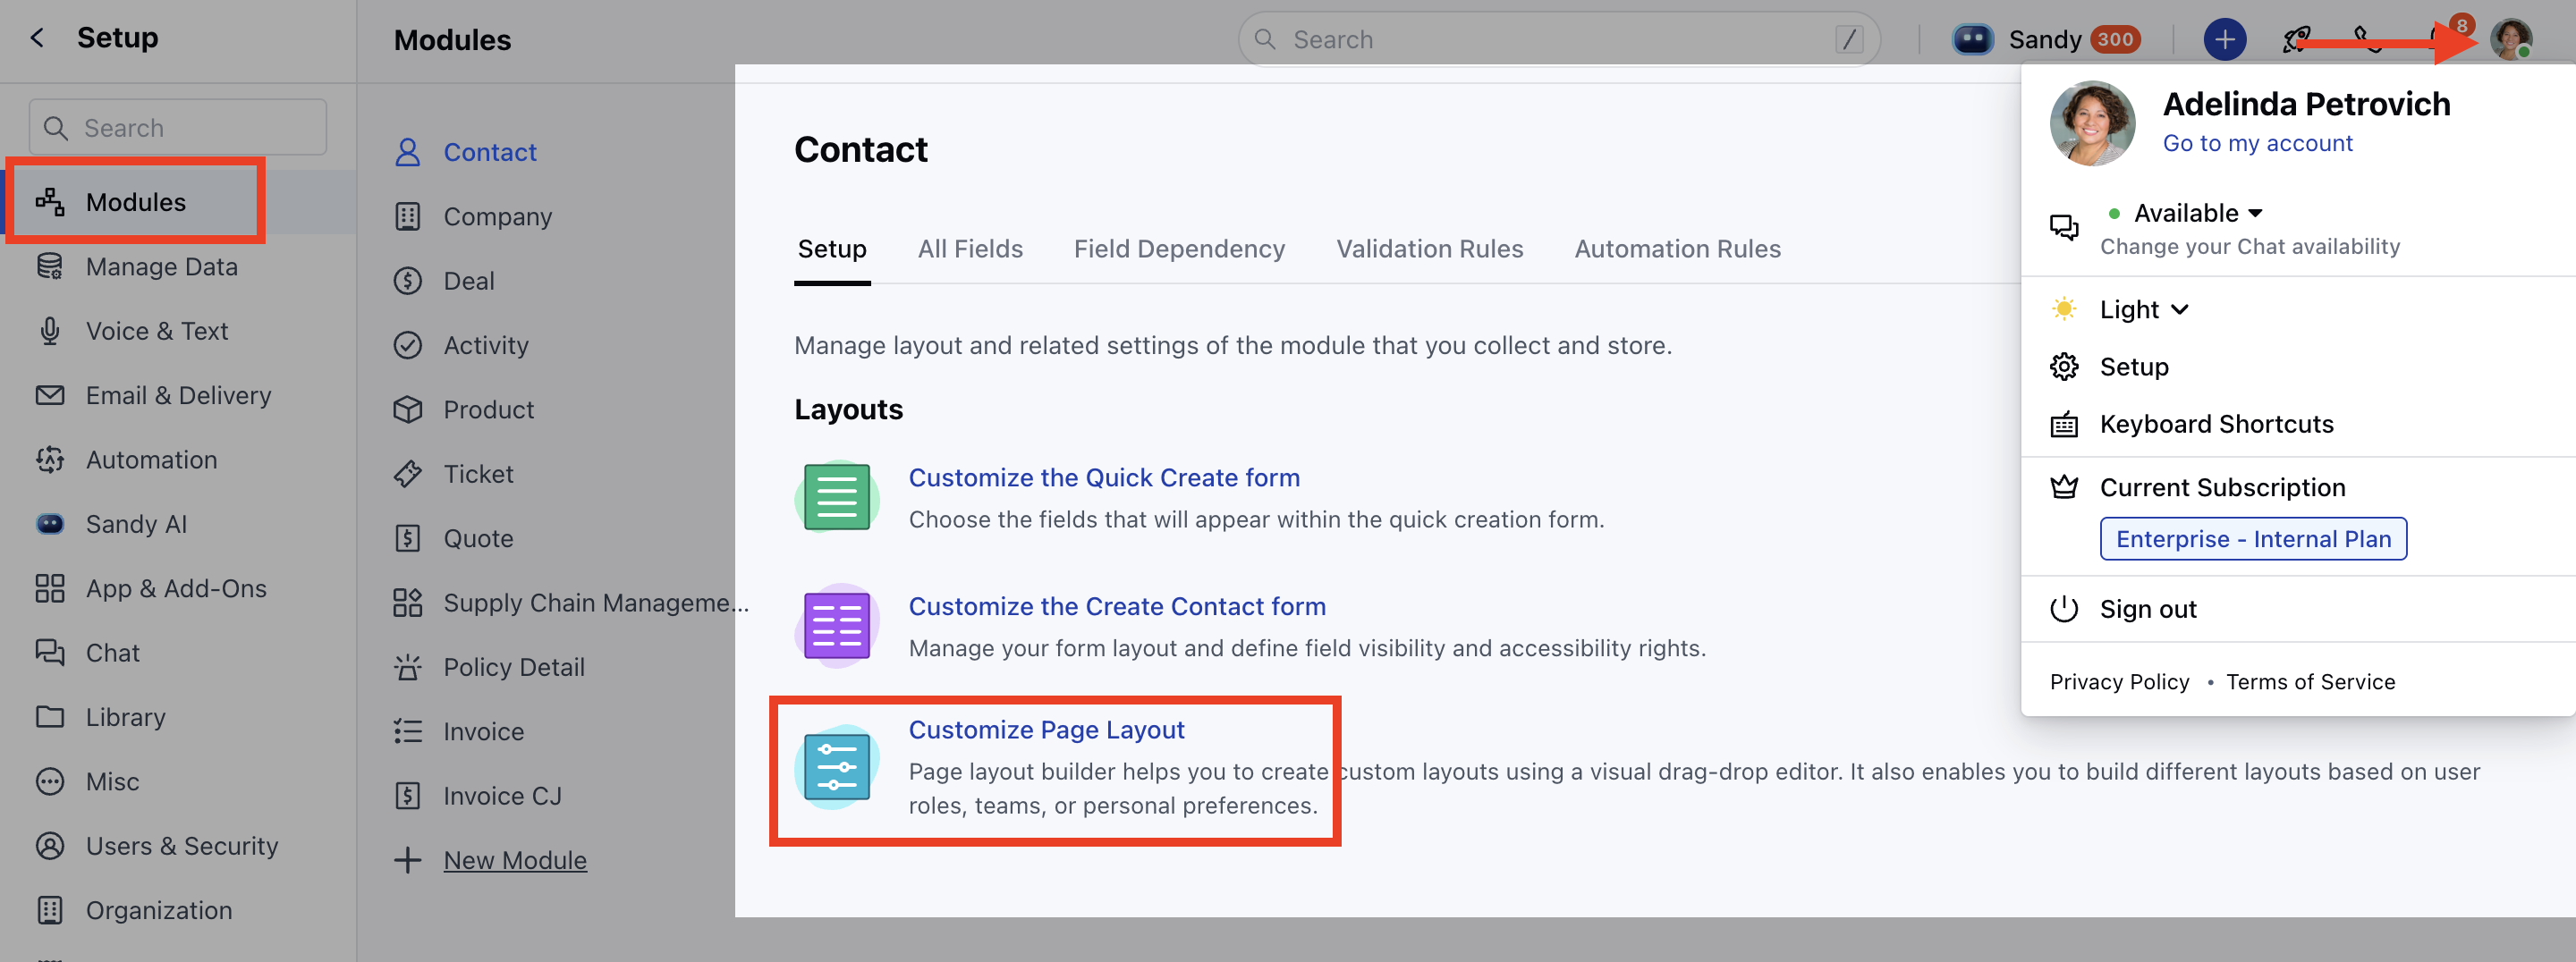 Setup
Search
Modules
Manage Data
Voice & Text
Email & Delivery
Automation
Sandy AI
App & Add-Ons
Chat
Library
Misc
Users & Security
Organization
Modules
Search
/
Sandy 300
8
Contact
Company
Deal
Activity
Product
Ticket
Quote
Supply Chain Manageme...
Policy Detail
Invoice
Invoice CJ
New Module
Contact
Setup
All Fields
Field Dependency
Validation Rules
Automation Rules
Manage layout and related settings of the module that you collect and store.
Layouts
Customize the Quick Create form
Choose the fields that will appear within the quick creation form.
Customize the Create Contact form
Manage your form layout and define field visibility and accessibility rights.
Customize Page Layout
Page layout builder helps you to create custom layouts using a visual drag-drop editor. It also enables you to build different layouts based on user
roles, teams, or personal preferences.
Adelinda Petrovich
Go to my account
Available
Change your Chat availability
Light
Setup
Keyboard Shortcuts
Current Subscription
Enterprise - Internal Plan
Sign out
Privacy Policy • Terms of Service